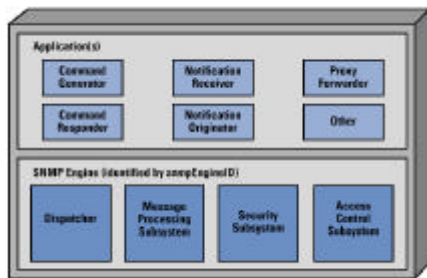 Application(s)
Command
Generator
Notification
Receiver
Proxy
Forwarder
Command
Responder
Notification
Originator
Other
SNMP Engine (identified by snmpEngineID)
Dispatcher
Message
Processing
Subsystem
Security
Subsystem
Access
Control
Subsystem